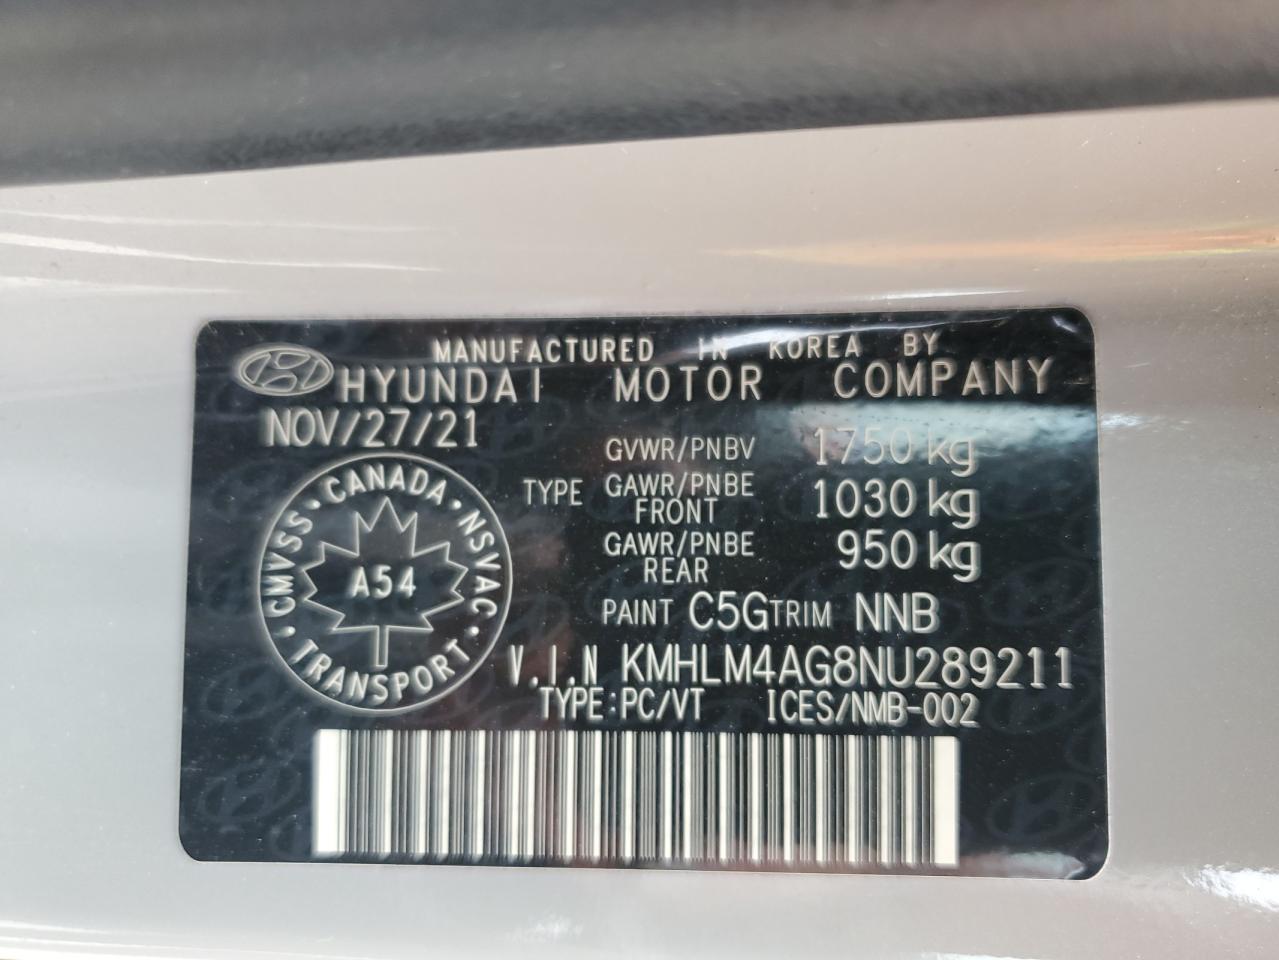 MANUFACTURED IN KOREA BY
HYUNDAI MOTOR COMPANY
NOV/27/21
GVWR/PNBV 1750 kg
TYPE GAWR/PNBE FRONT 1030 kg
GAWR/PNBE REAR 950 kg
PAINT C5G TRIM NNB
V.I.N KMHLM4AG8NU289211
TYPE:PC/VT ICES/NMB-002
CANADA · NSVAC · TRANSPORT · CMVSS ·
A54